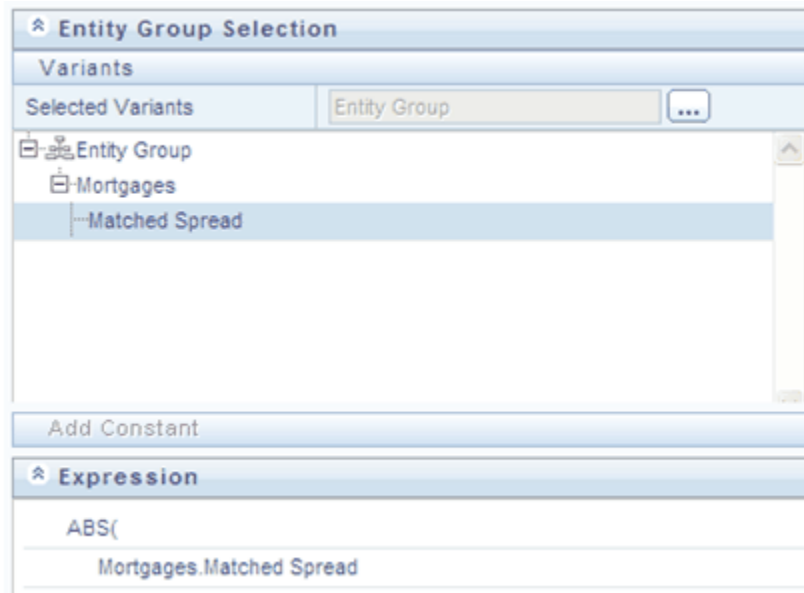 Entity Group Selection
Variants
Selected Variants Entity Group ...
Entity Group
Mortgages
Matched Spread
Add Constant
Expression
ABS(
Mortgages.Matched Spread